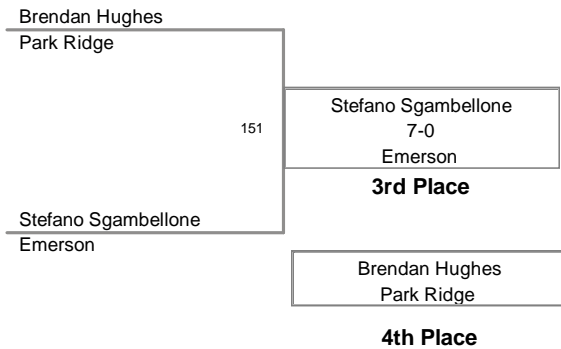 Brendan Hughes
Park Ridge
151
Stefano Sgambellone
7-0
Emerson
3rd Place
Stefano Sgambellone
Emerson
Brendan Hughes
Park Ridge
4th Place